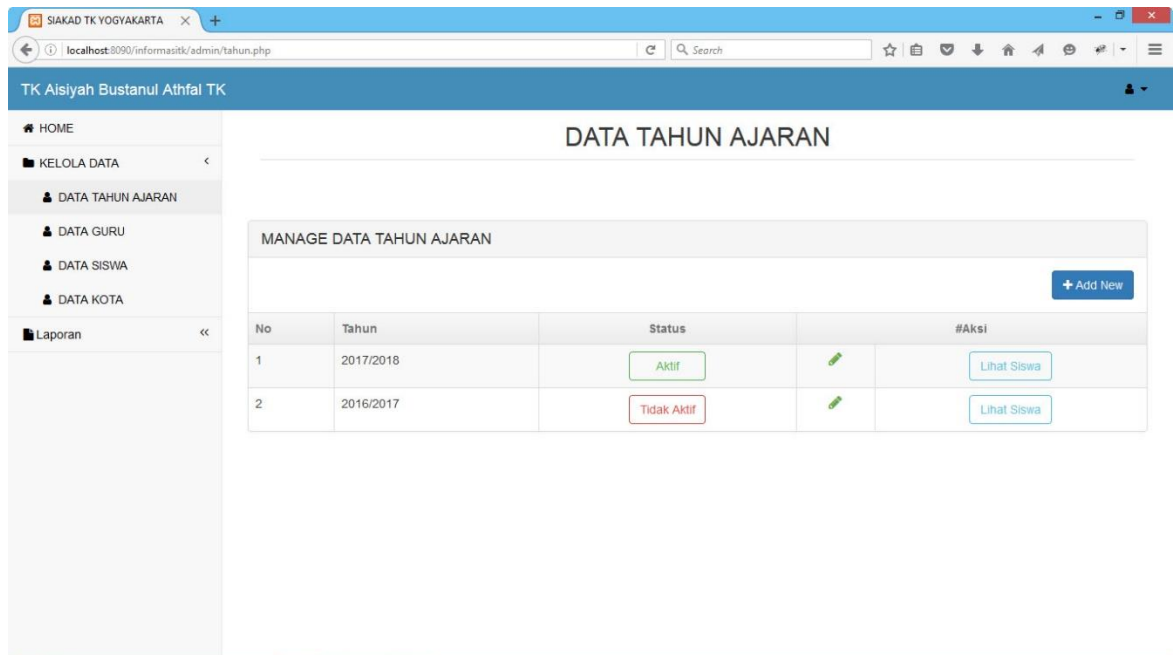 SIAKAD TK YOGYAKARTA
localhost:8090/informasitk/admin/tahun.php
Search
TK Aisiyah Bustanul Athfal TK
HOME
KELOLA DATA
DATA TAHUN AJARAN
DATA GURU
DATA SISWA
DATA KOTA
Laporan
DATA TAHUN AJARAN
MANAGE DATA TAHUN AJARAN
Add New
No Tahun Status #Aksi
1 2017/2018 Aktif Lihat Siswa
2 2016/2017 Tidak Aktif Lihat Siswa